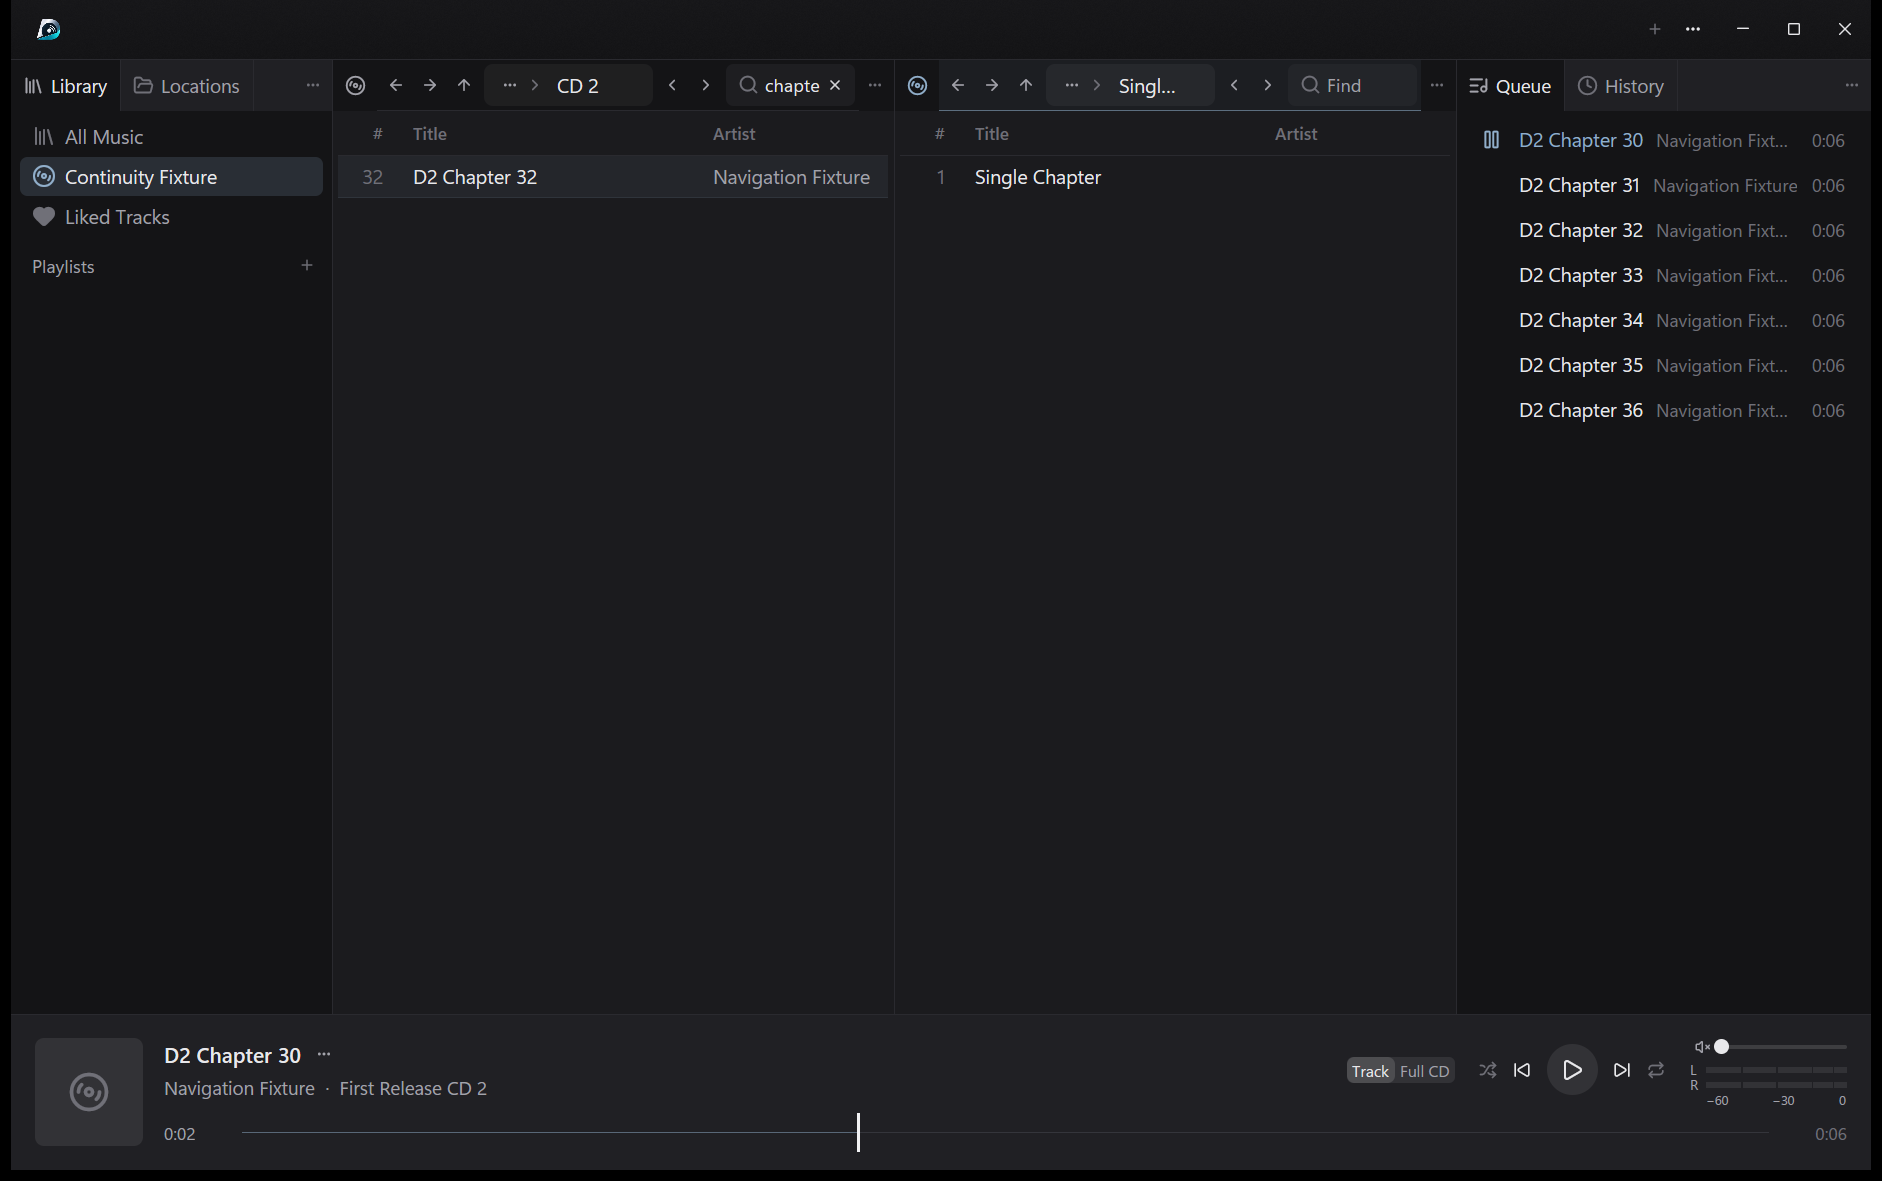 Library
Locations
CD 2
chapte
Singl...
Find
Queue
History
All Music
Continuity Fixture
Liked Tracks
Playlists
# Title Artist
32 D2 Chapter 32 Navigation Fixture
# Title Artist
1 Single Chapter
D2 Chapter 30 Navigation Fixt... 0:06
D2 Chapter 31 Navigation Fixture 0:06
D2 Chapter 32 Navigation Fixt... 0:06
D2 Chapter 33 Navigation Fixt... 0:06
D2 Chapter 34 Navigation Fixt... 0:06
D2 Chapter 35 Navigation Fixt... 0:06
D2 Chapter 36 Navigation Fixt... 0:06
D2 Chapter 30
Navigation Fixture · First Release CD 2
0:02
0:06
Track Full CD
L
R
−60 −30 0